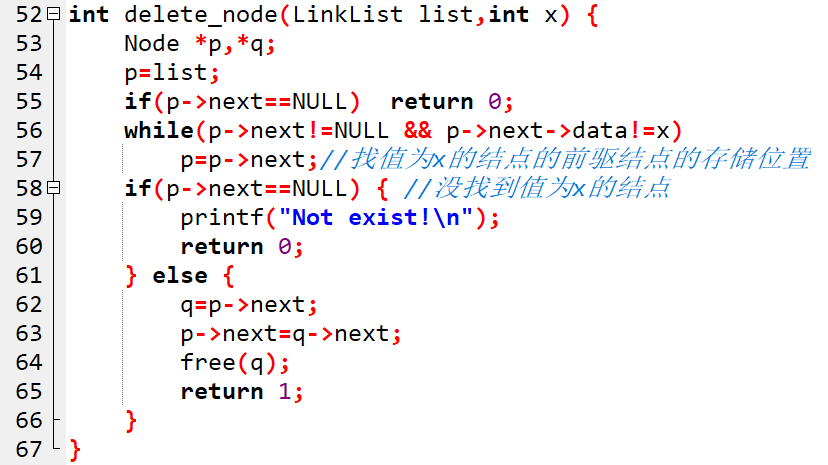 52 int delete_node(LinkList list,int x) {
53     Node *p,*q;
54     p=list;
55     if(p->next==NULL)  return 0;
56     while(p->next!=NULL && p->next->data!=x)
57         p=p->next;//找值为x的结点的前驱结点的存储位置
58     if(p->next==NULL) { //没找到值为x的结点
59         printf("Not exist!\n");
60         return 0;
61     } else {
62         q=p->next;
63         p->next=q->next;
64         free(q);
65         return 1;
66     }
67 }